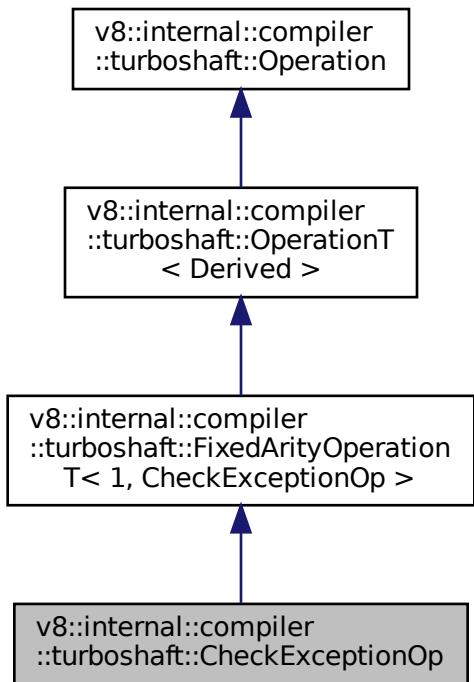 v8::internal::compiler
::turboshaft::Operation
v8::internal::compiler
::turboshaft::OperationT
< Derived >
v8::internal::compiler
::turboshaft::FixedArityOperation
T< 1, CheckExceptionOp >
v8::internal::compiler
::turboshaft::CheckExceptionOp